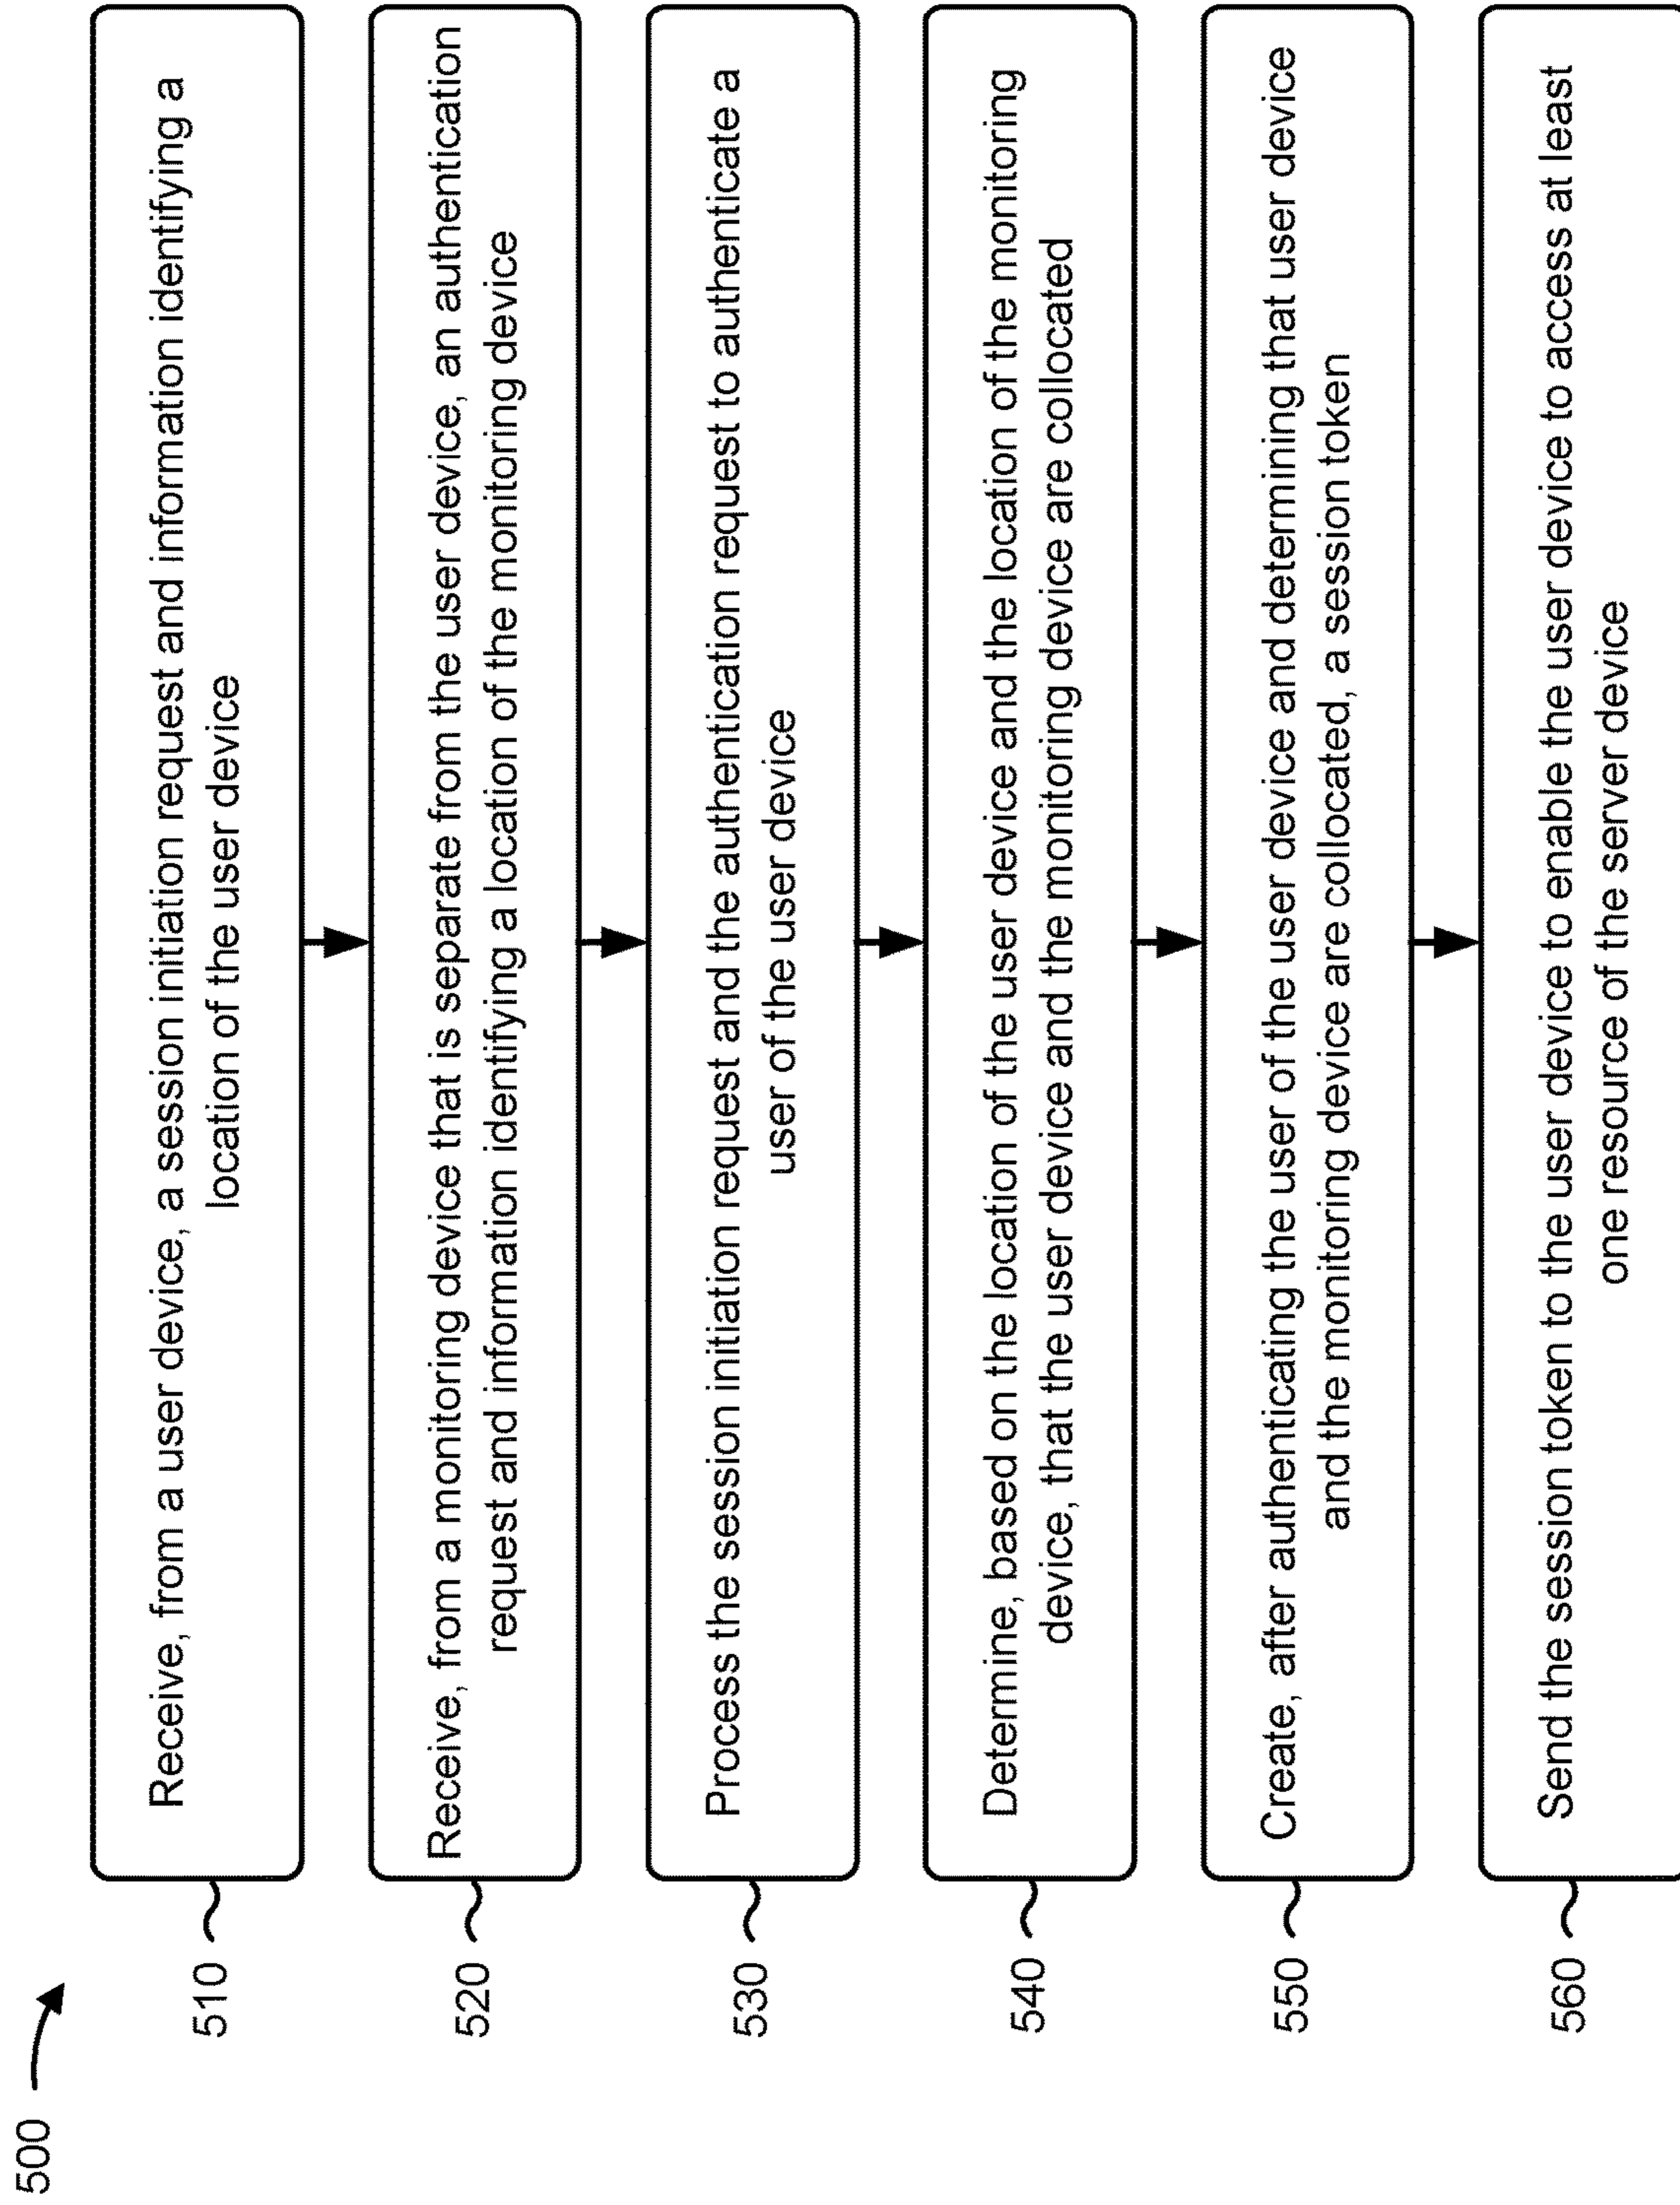 500
510
Receive, from a user device, a session initiation request and information identifying a
location of the user device
520
Receive, from a monitoring device that is separate from the user device, an authentication
request and information identifying a location of the monitoring device
530
Process the session initiation request and the authentication request to authenticate a
user of the user device
540
Determine, based on the location of the user device and the location of the monitoring
device, that the user device and the monitoring device are collocated
550
Create, after authenticating the user of the user device and determining that user device
and the monitoring device are collocated, a session token
560
Send the session token to the user device to enable the user device to access at least
one resource of the server device